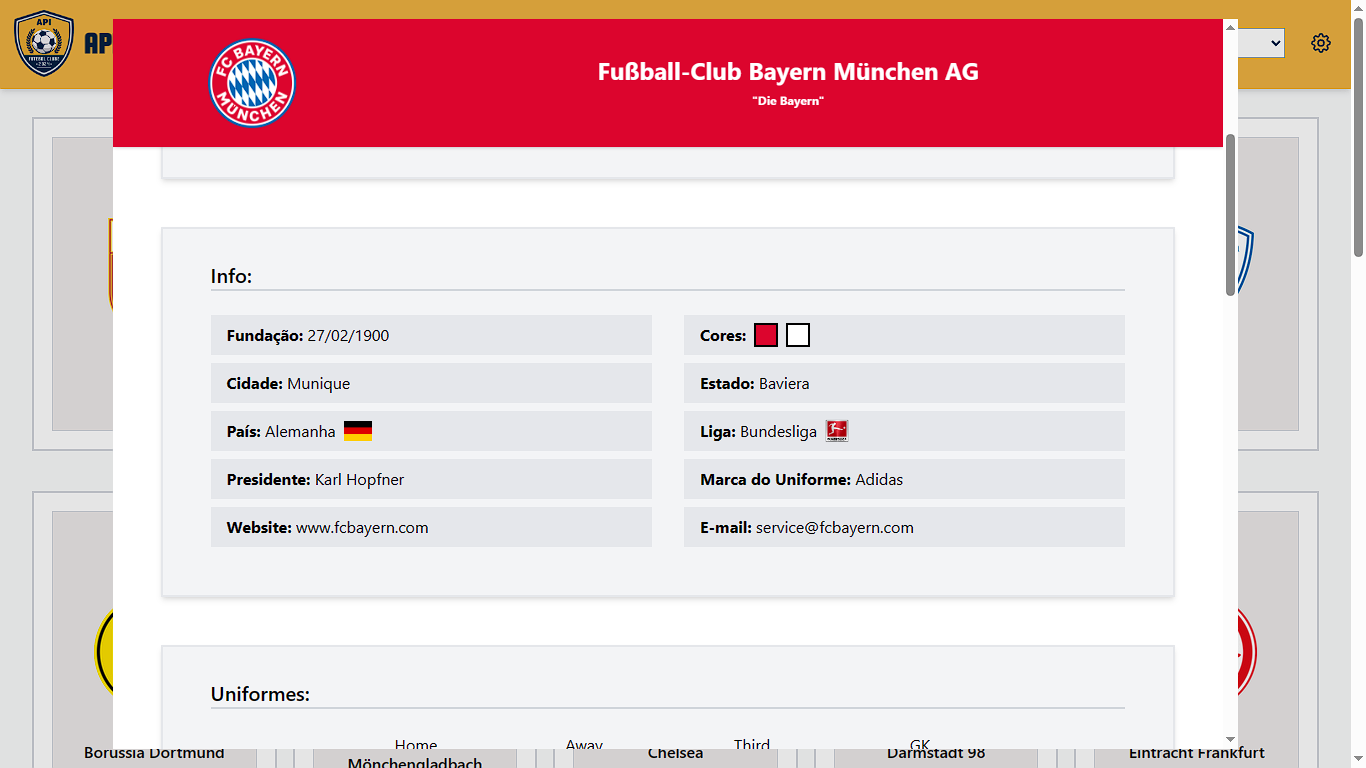 API
FUTEBOL CLUBE
AP
FC BAYERN
MÜNCHEN
Fußball-Club Bayern München AG
"Die Bayern"
Info:
Fundação: 27/02/1900
Cores:
Cidade: Munique
Estado: Baviera
País: Alemanha
Liga: Bundesliga
Presidente: Karl Hopfner
Marca do Uniforme: Adidas
Website: www.fcbayern.com
E-mail: service@fcbayern.com
Uniformes:
Home Away Third GK
Borussia Dortmund
Mönchengladbach
Chelsea
Darmstadt 98
Eintracht Frankfurt